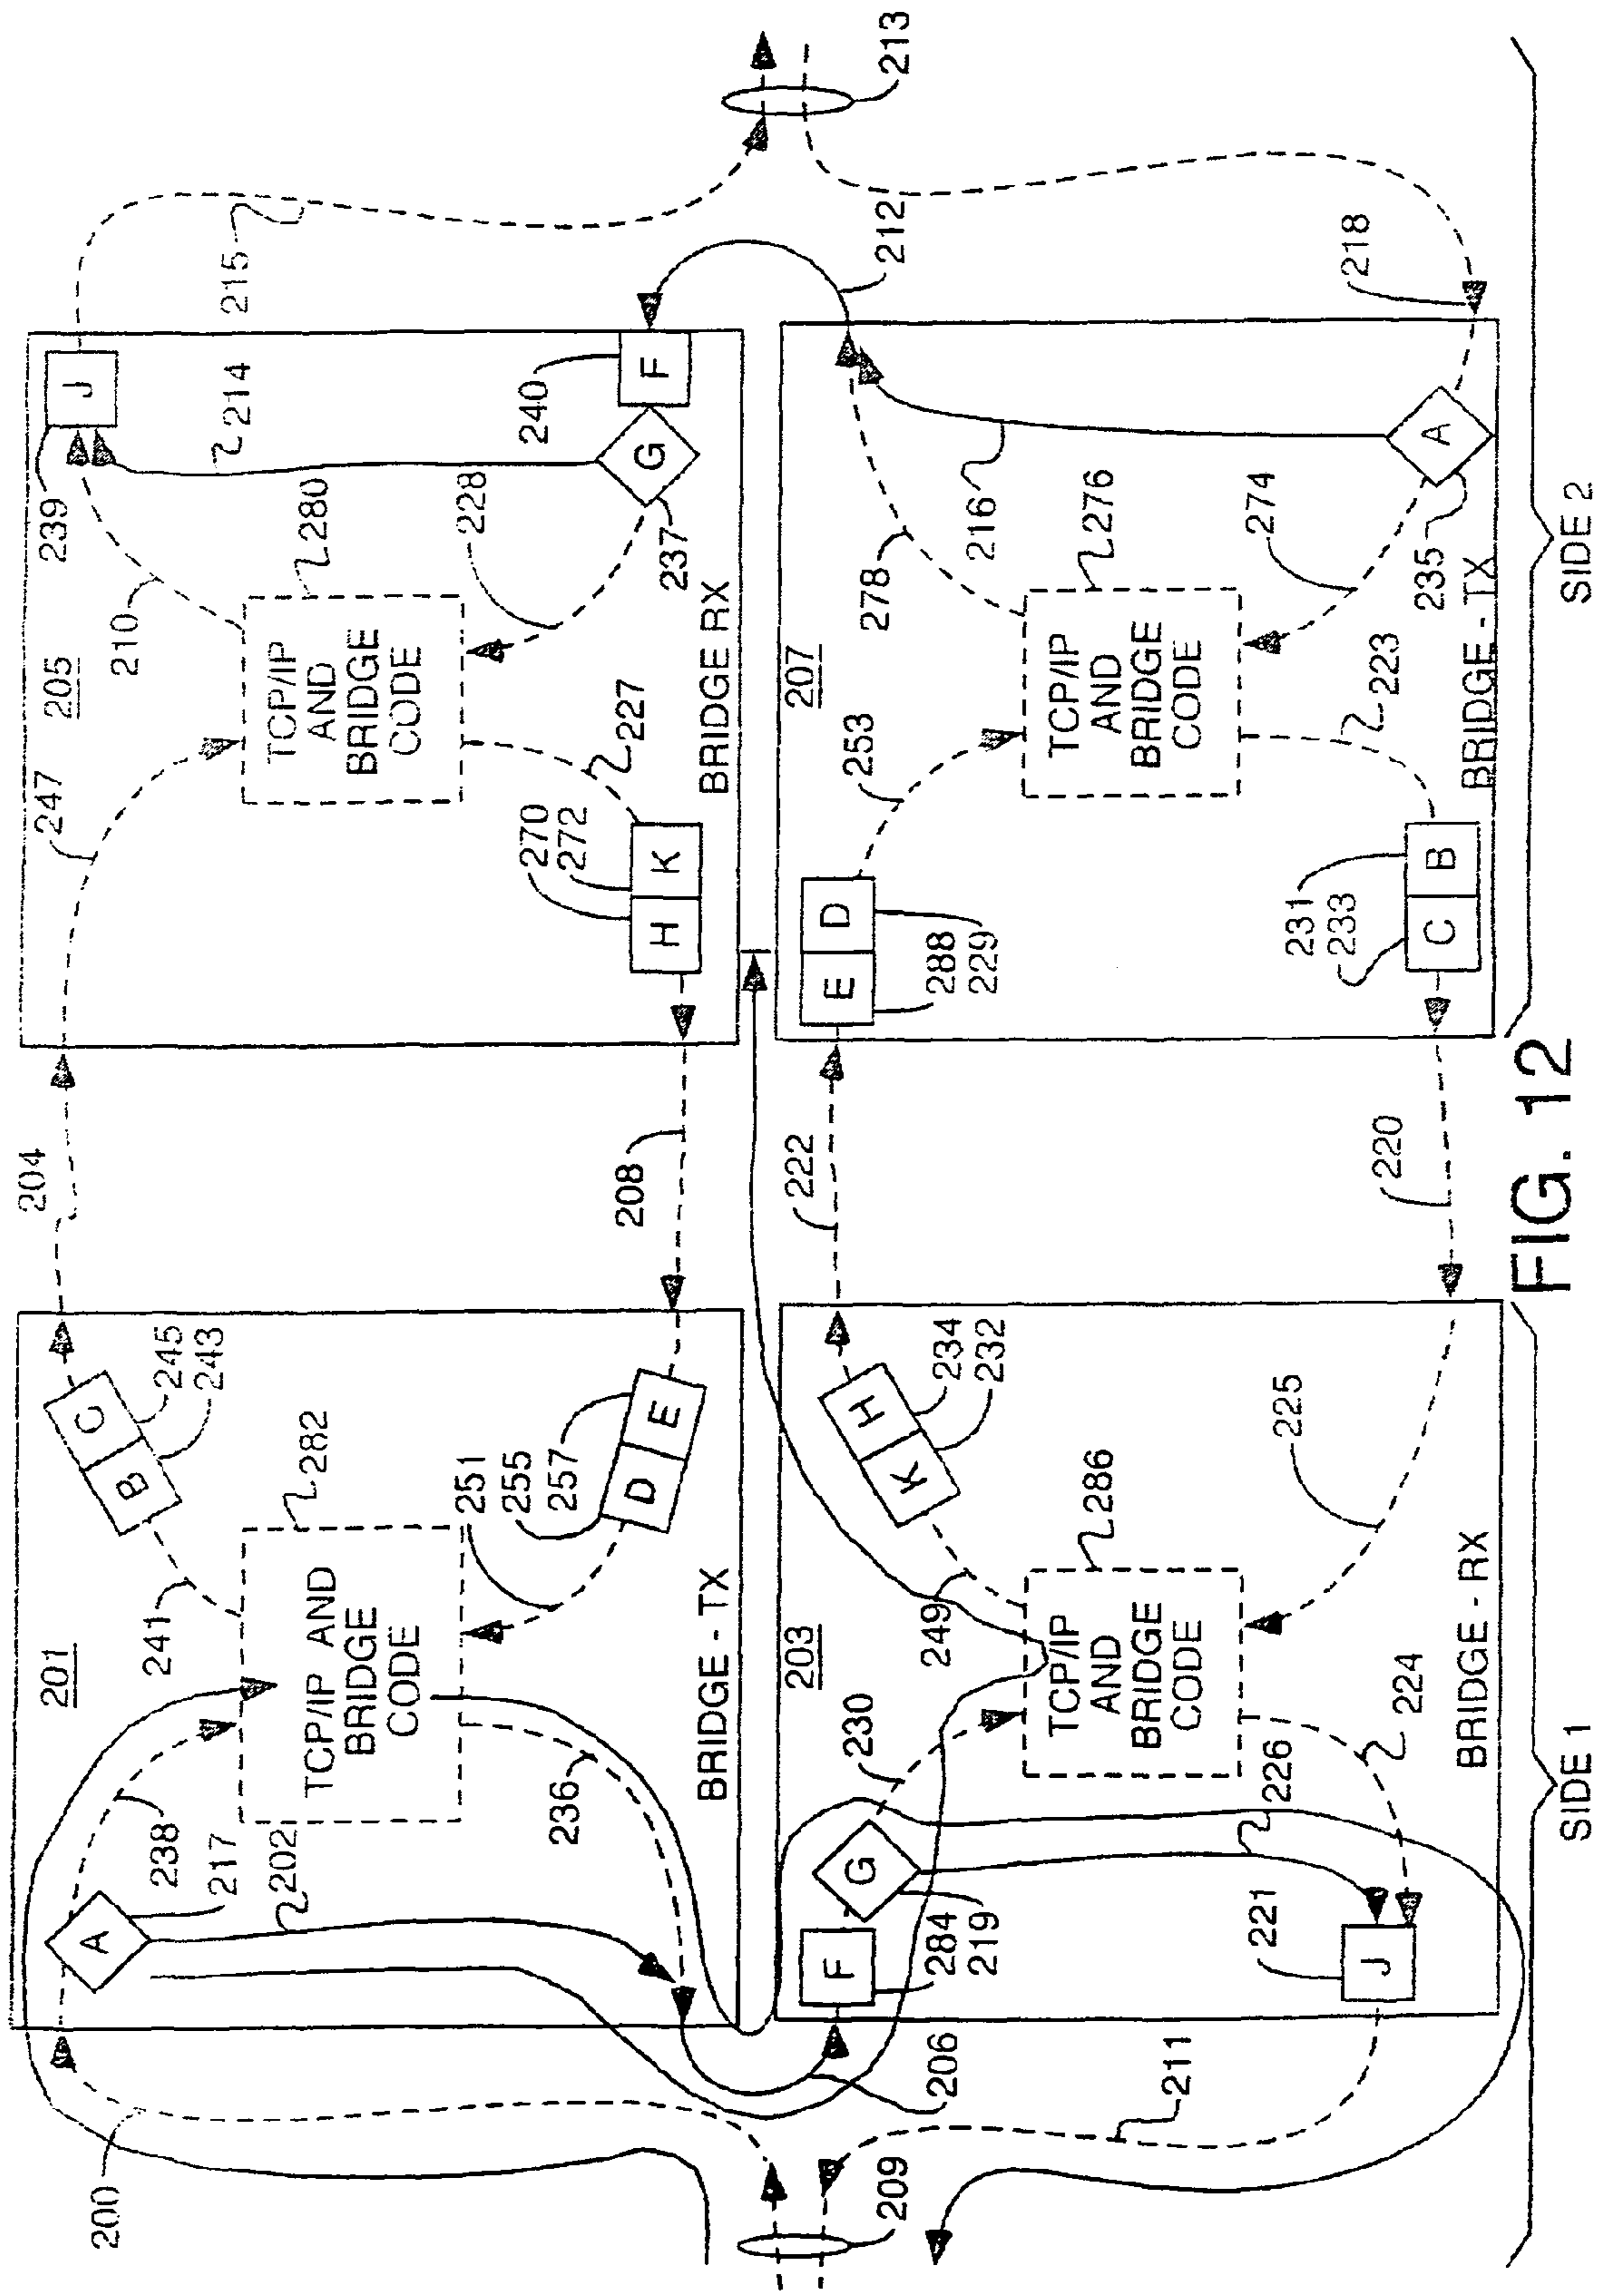 200
238
217
A
202
201
241
B
C
245
243
282
TCP/IP AND
BRIDGE
CODE
236
251
255
257
D
E
BRIDGE - TX
204
208
247
205
210
239
J
215
214
280
TCP/IP
AND
BRIDGE
CODE
228
240
F
G
237
227
270
272
H
K
BRIDGE RX
209
206
211
F
284
219
G
230
203
249
K
H
234
232
286
TCP/IP
AND
BRIDGE
CODE
226
224
225
221
J
BRIDGE - RX
222
220
E
D
288
229
253
207
278
216
276
TCP/IP
AND
BRIDGE
CODE
274
223
231
233
C
B
235
A
BRIDGE - TX
212
213
218
SIDE 1
SIDE 2
FIG. 12